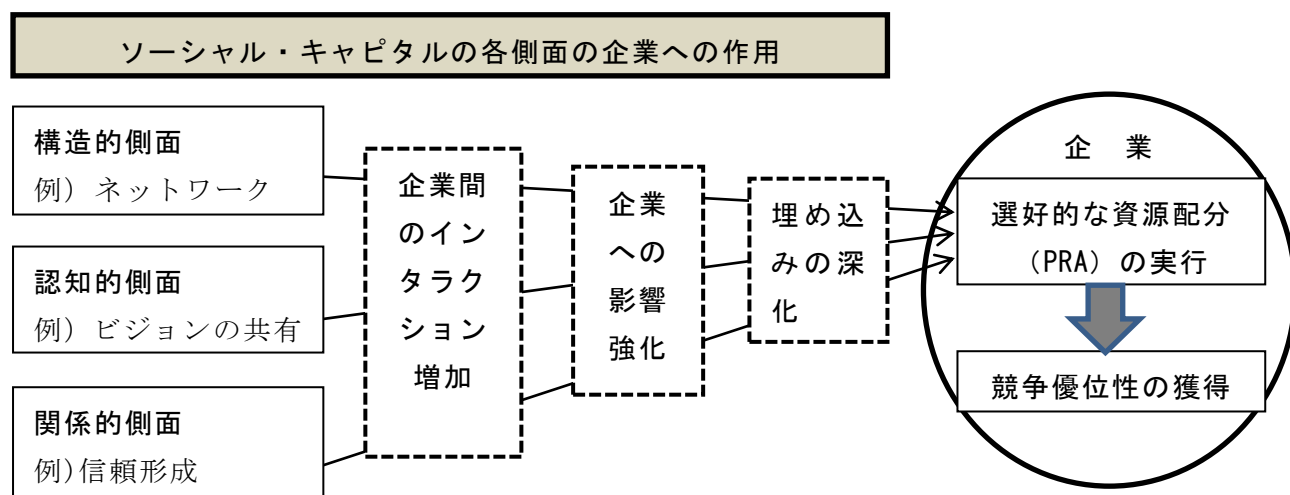 ソーシャル・キャピタルの各側面の企業への作用
構造的側面
例）ネットワーク
認知的側面
例）ビジョンの共有
関係的側面
例)信頼形成
企業間
のイン
タラク
ション
増加
企業
への
影響
強化
埋め込
みの深
化
企　業
選好的な資源配分
（PRA）の実行
競争優位性の獲得